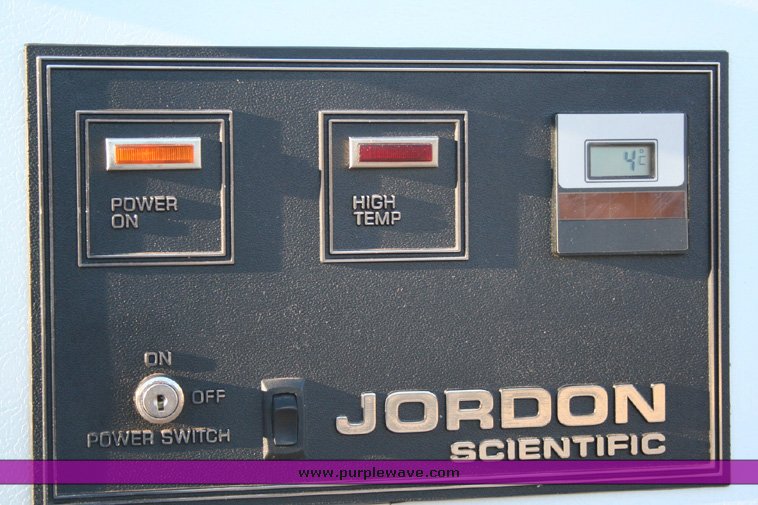 POWER
ON
HIGH
TEMP
4°C
ON
OFF
POWER SWITCH
JORDON
SCIENTIFIC
www.purplewave.com